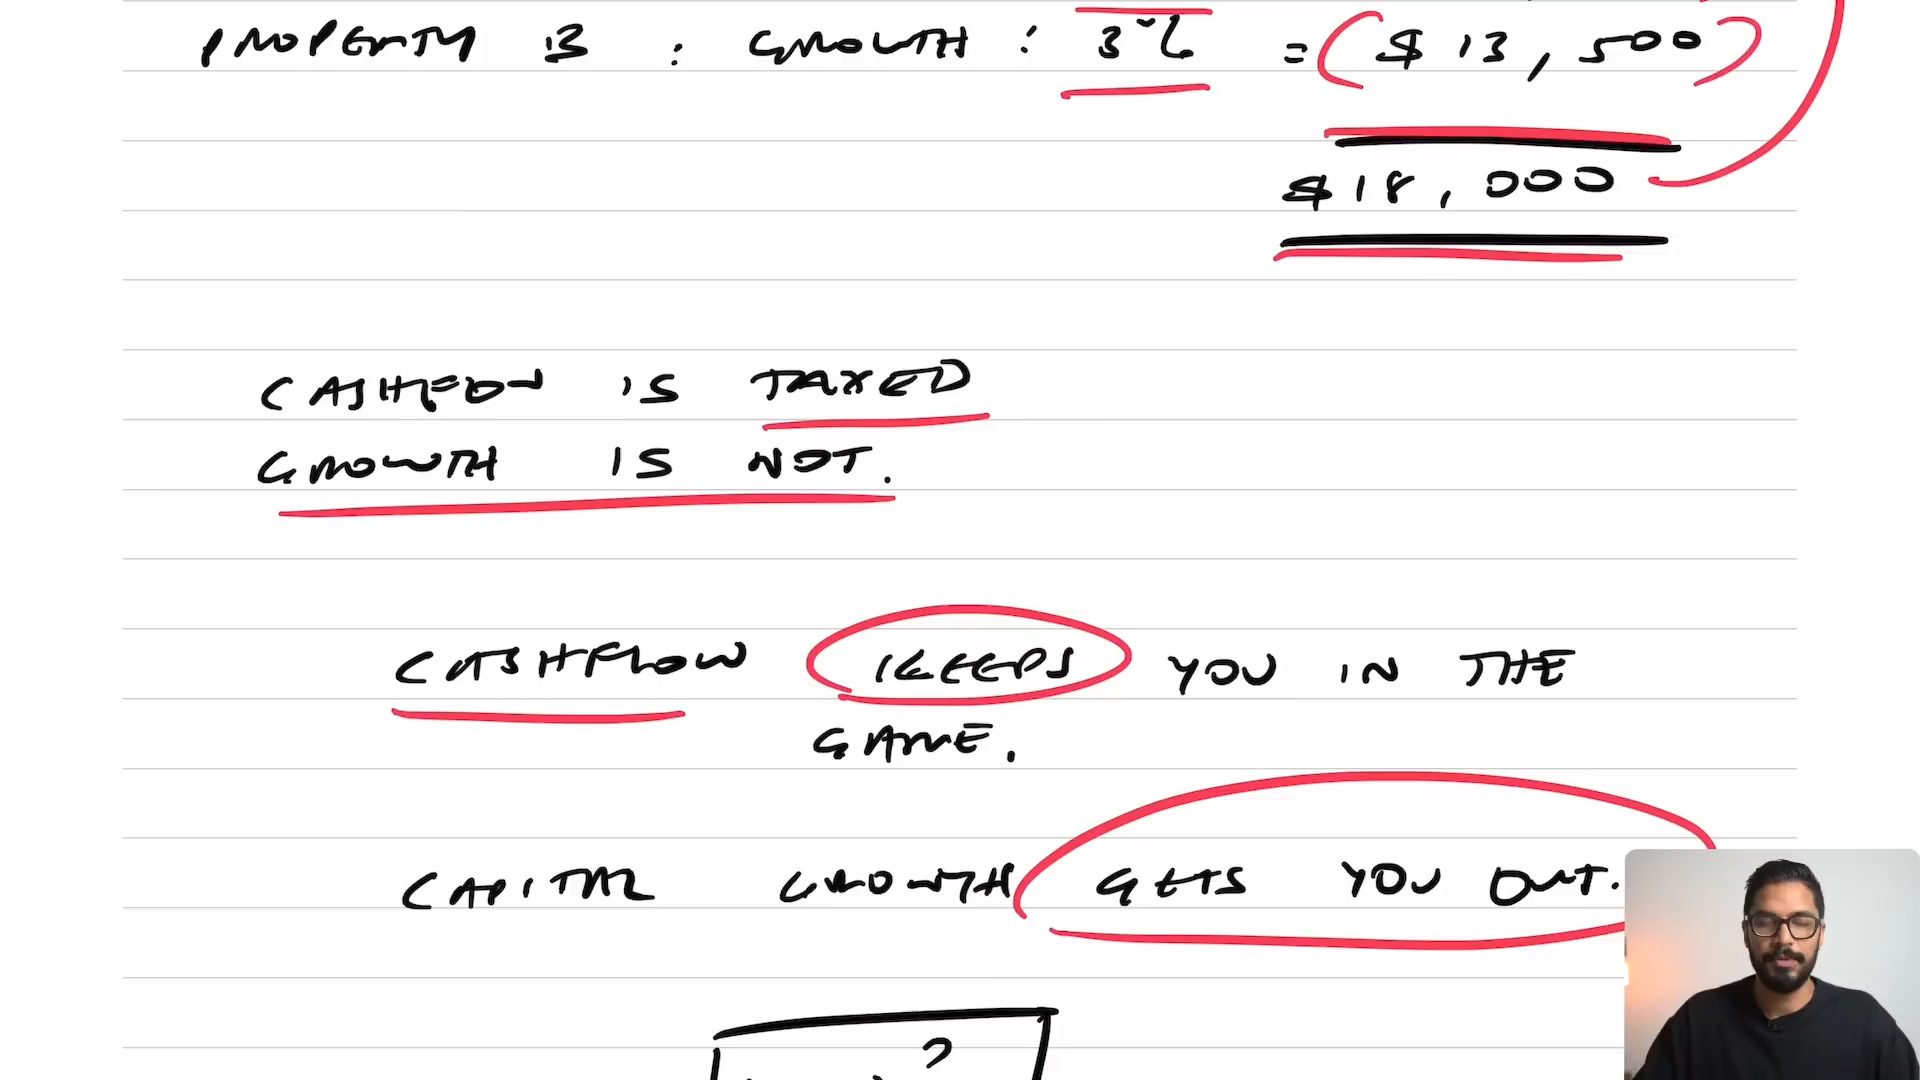 PROPERTY B : GROWTH : 3% = ($13,500)
$18,000
CASHFLOW IS TAXED
GROWTH IS NOT.
CASHFLOW KEEPS YOU IN THE
GAME.
CAPITAL GROWTH GETS YOU OUT.
?